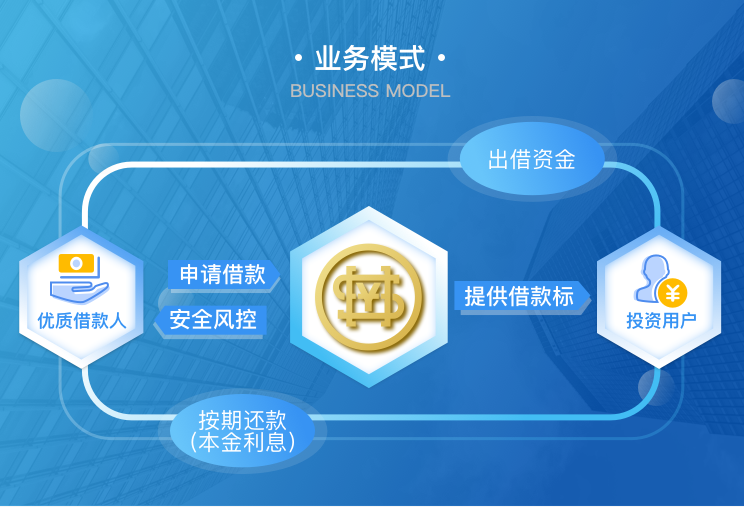 · 业务模式 ·
BUSINESS MODEL
出借资金
申请借款
安全风控
提供借款标
优质借款人
投资用户
¥
按期还款
(本金利息)